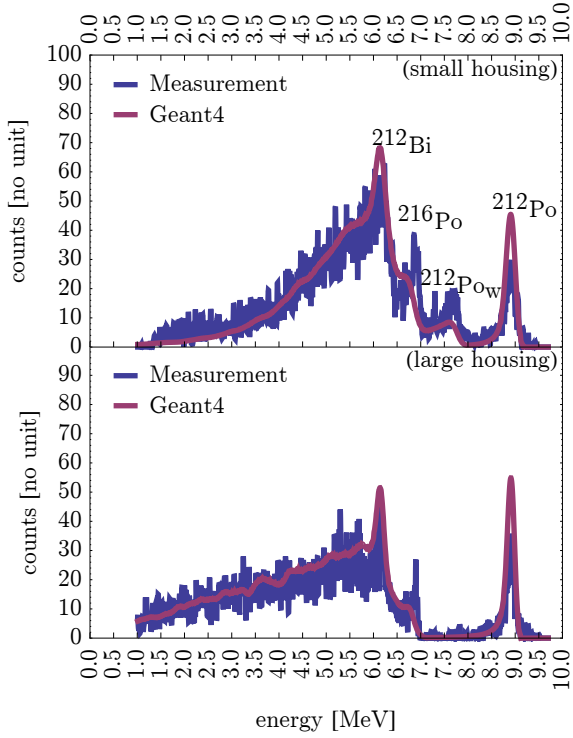 0.0 0.5 1.0 1.5 2.0 2.5 3.0 3.5 4.0 4.5 5.0 5.5 6.0 6.5 7.0 7.5 8.0 8.5 9.0 9.5 10.0
100
90
80
70
60
50
40
30
20
10
0
counts [no unit]
(small housing)
Measurement
Geant4
²¹²Bi
²¹²Po
²¹⁶Po
²¹²Po_W
(large housing)
90
80
70
60
50
40
30
20
10
0
counts [no unit]
Measurement
Geant4
0.0 0.5 1.0 1.5 2.0 2.5 3.0 3.5 4.0 4.5 5.0 5.5 6.0 6.5 7.0 7.5 8.0 8.5 9.0 9.5 10.0
energy [MeV]